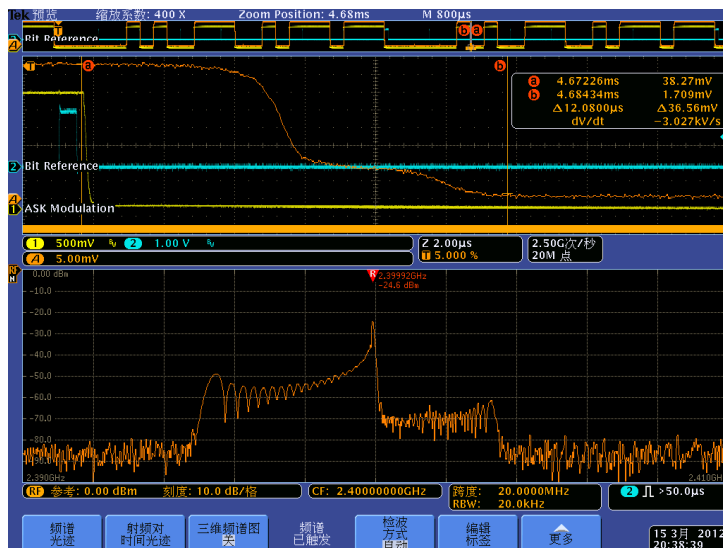 Tek 预览 缩放系数: 400 X Zoom Position: 4.68ms M 800µs
Bit Reference
a 4.67226ms 38.27mV
b 4.68434ms 1.709mV
Δ12.0800µs Δ36.56mV
dV/dt −3.027kV/s
2 Bit Reference
1 ASK Modulation
1 500mV 2 1.00 V Z 2.00µs 2.50G次/秒
A 5.00mV T 5.000 % 20M 点
0.00 dBm R 2.39992GHz
-24.6 dBm
-10.0
-20.0
-30.0
-40.0
-50.0
-60.0
-70.0
-80.0
2.390GHz 2.410GHz
RF 参考: 0.00 dBm 刻度: 10.0 dB/格 CF: 2.40000000GHz 跨度: 20.0000MHz 2 >50.0µs
RBW: 20.0kHz
频谱光迹 射频对时间光迹 三维频谱图 关 频谱已触发 检波方式 自动 编辑标签 更多
15 3月 2012
20:38:39